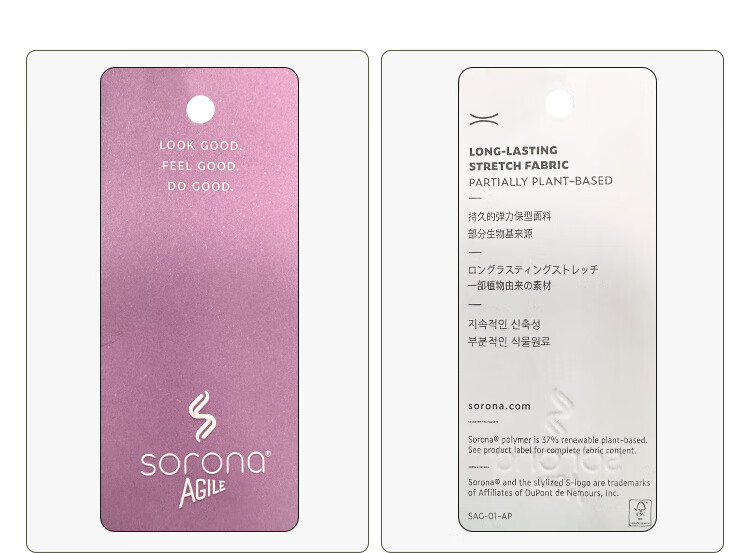 LOOK GOOD.
FEEL GOOD.
DO GOOD.
sorona®
AGILE
LONG-LASTING
STRETCH FABRIC
PARTIALLY PLANT-BASED
持久的弹力保型面料
部分生物基来源
ロングラスティングストレッチ
一部植物由来の素材
지속적인 신축성
부분적인 식물원료
sorona.com
Sorona® polymer is 37% renewable plant-based.
See product label for complete fabric content.
Sorona® and the stylized S-logo are trademarks
of Affiliates of DuPont de Nemours, Inc.
SAG-01-AP
FSC